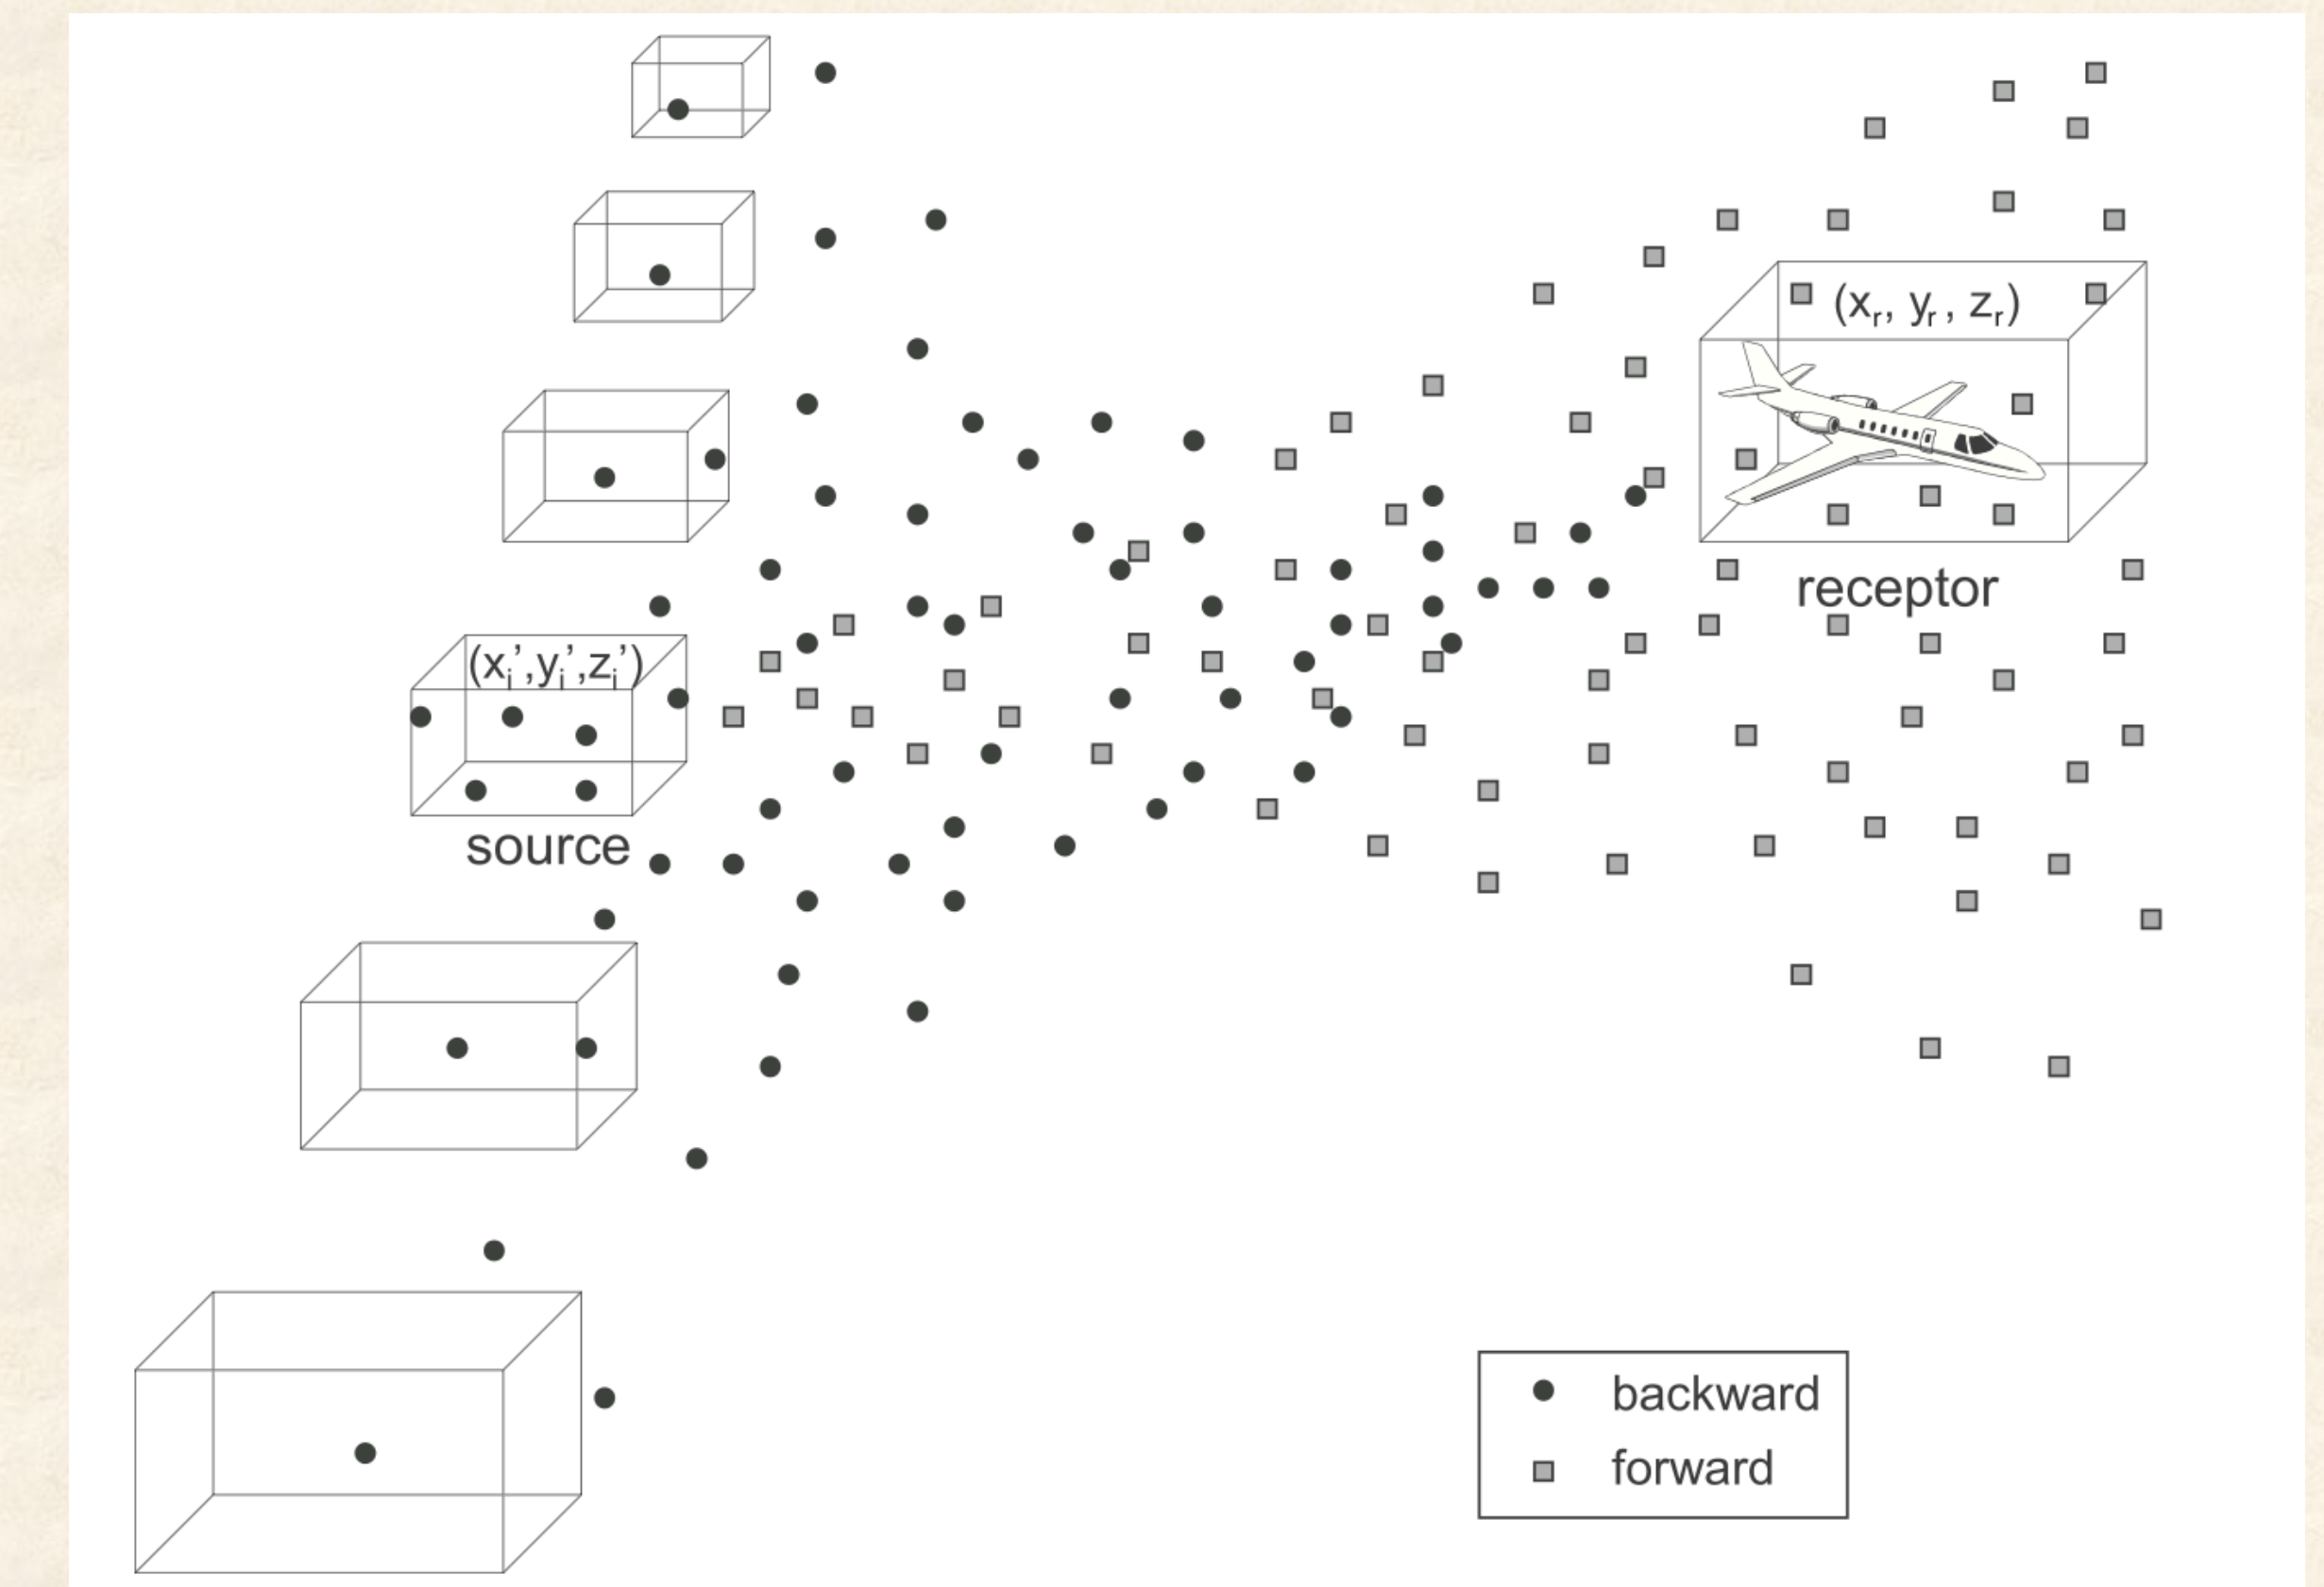 (xᵣ, yᵣ, zᵣ)
receptor
(xᵢ’,yᵢ’,zᵢ’)
source
backward
forward